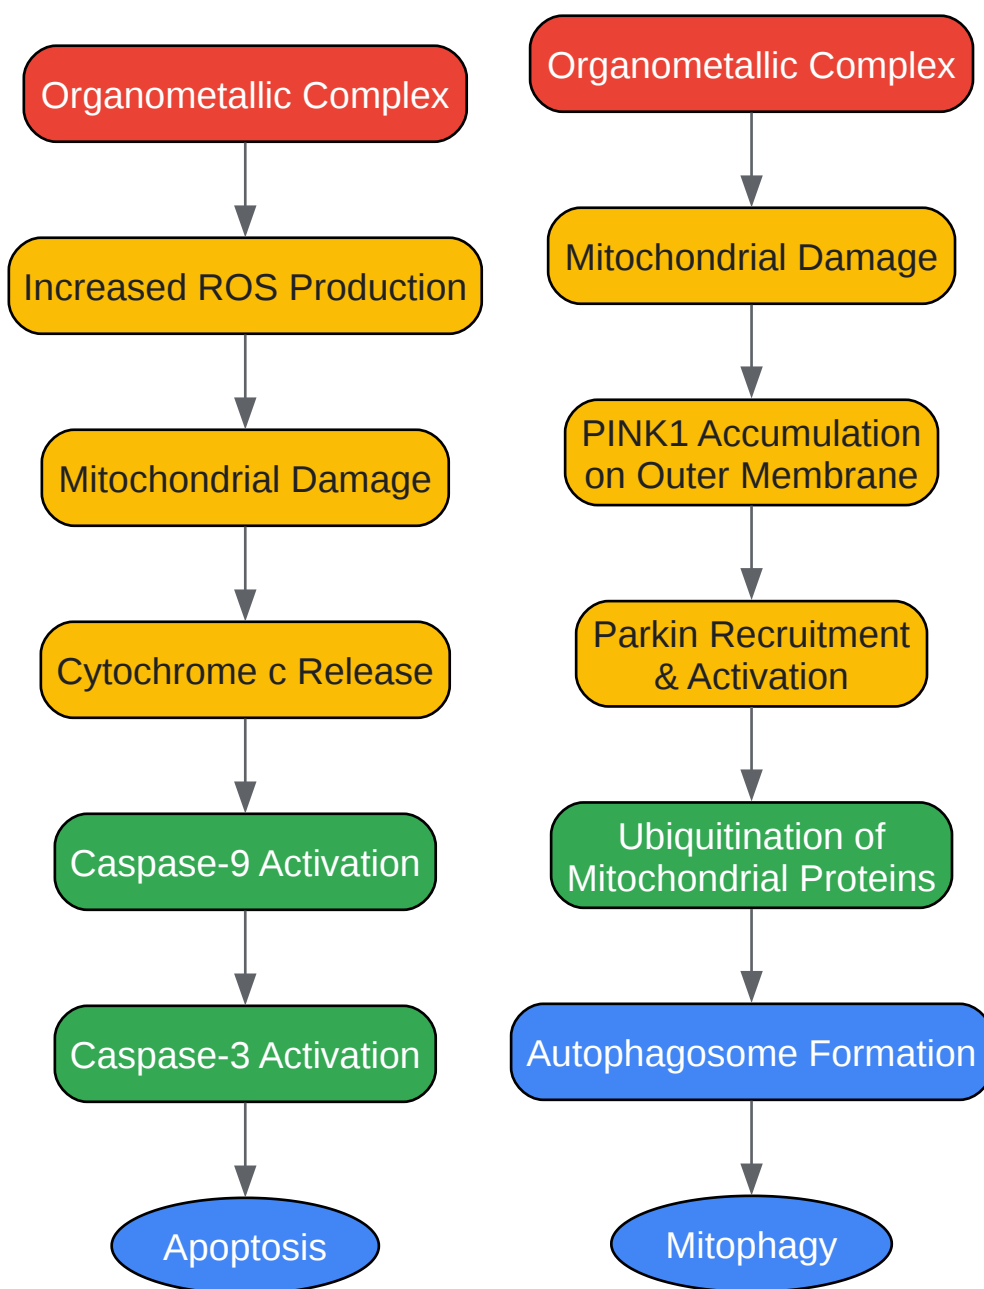 Organometallic Complex
Increased ROS Production
Mitochondrial Damage
Cytochrome c Release
Caspase-9 Activation
Caspase-3 Activation
Apoptosis
Organometallic Complex
Mitochondrial Damage
PINK1 Accumulation
on Outer Membrane
Parkin Recruitment
& Activation
Ubiquitination of
Mitochondrial Proteins
Autophagosome Formation
Mitophagy